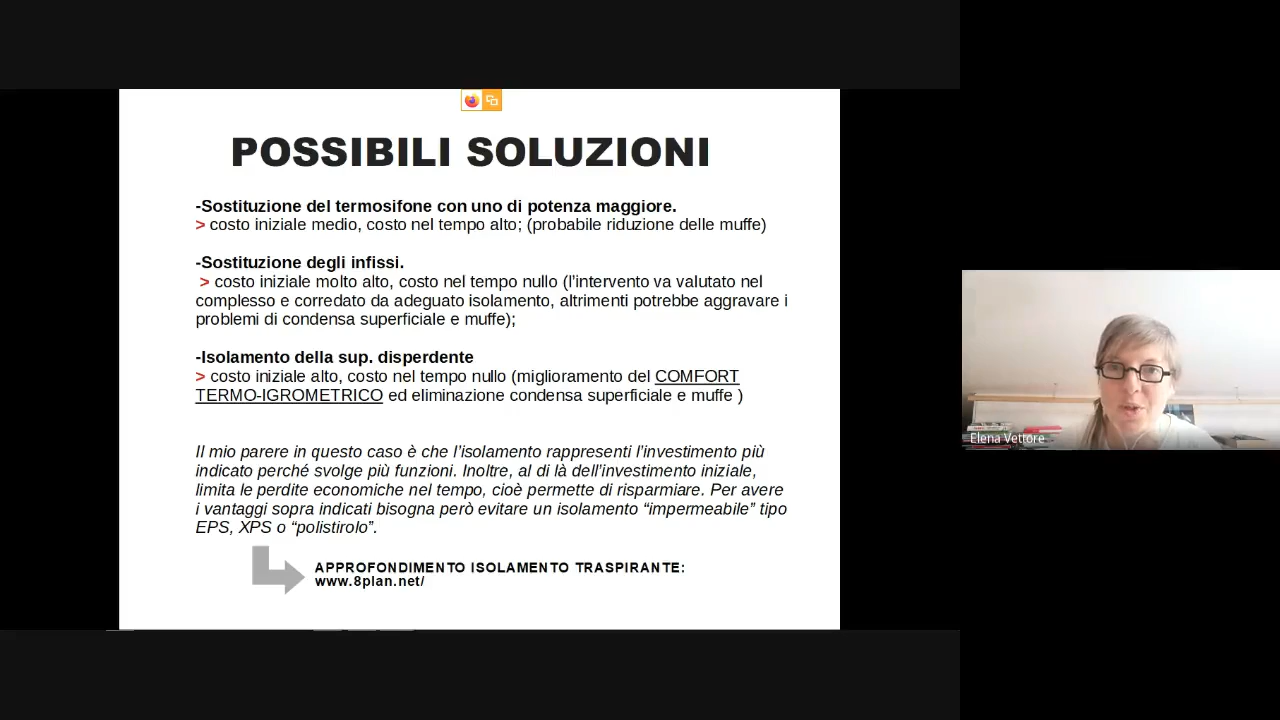 POSSIBILI SOLUZIONI
-Sostituzione del termosifone con uno di potenza maggiore.
> costo iniziale medio, costo nel tempo alto; (probabile riduzione delle muffe)
-Sostituzione degli infissi.
> costo iniziale molto alto, costo nel tempo nullo (l'intervento va valutato nel
complesso e corredato da adeguato isolamento, altrimenti potrebbe aggravare i
problemi di condensa superficiale e muffe);
-Isolamento della sup. disperdente
> costo iniziale alto, costo nel tempo nullo (miglioramento del COMFORT
TERMO-IGROMETRICO ed eliminazione condensa superficiale e muffe )
Il mio parere in questo caso è che l'isolamento rappresenti l'investimento più
indicato perché svolge più funzioni. Inoltre, al di là dell'investimento iniziale,
limita le perdite economiche nel tempo, cioè permette di risparmiare. Per avere
i vantaggi sopra indicati bisogna però evitare un isolamento “impermeabile” tipo
EPS, XPS o “polistirolo”.
APPROFONDIMENTO ISOLAMENTO TRASPIRANTE:
www.8plan.net/
Elena Vettore